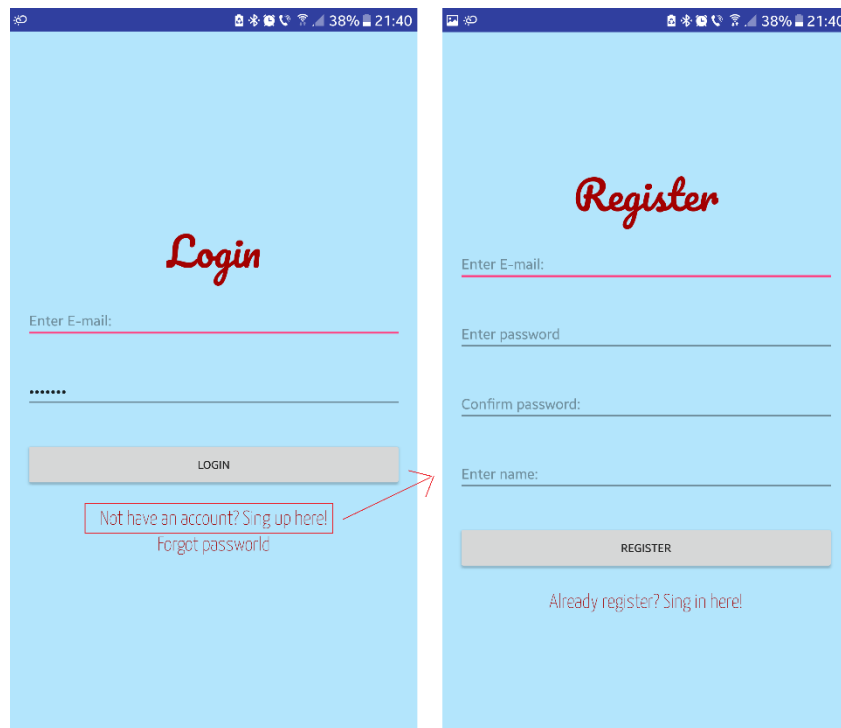 38% 21:40
Login
Enter E-mail:
•••••••
LOGIN
Not have an account? Sing up here!
Forgot passworld
38% 21:40
Register
Enter E-mail:
Enter password
Confirm password:
Enter name:
REGISTER
Already register? Sing in here!